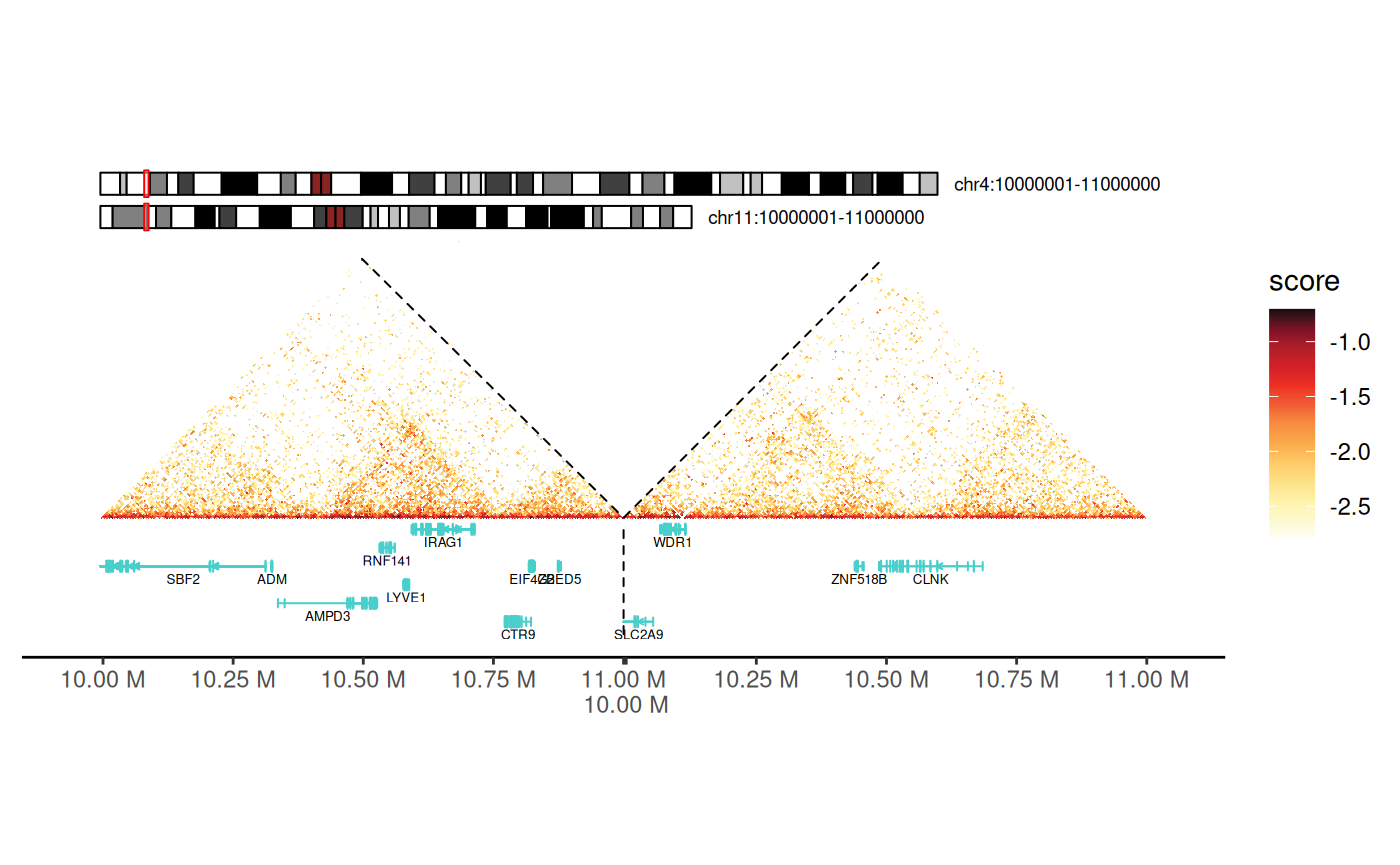 chr4:10000001-11000000
chr11:10000001-11000000
score
-1.0
-1.5
-2.0
-2.5
IRAG1
WDR1
RNF141
SBF2
ADM
EIF4G2
ZBED5
ZNF518B
CLNK
LYVE1
AMPD3
CTR9
SLC2A9
10.00 M
10.25 M
10.50 M
10.75 M
11.00 M
10.25 M
10.50 M
10.75 M
11.00 M
10.00 M